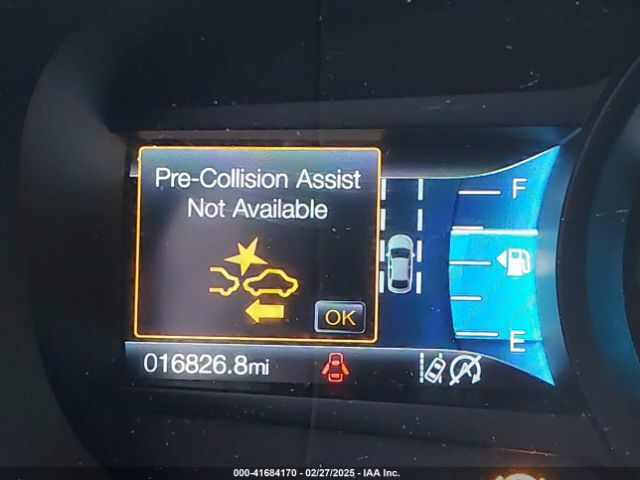 Pre-Collision Assist
Not Available
OK
F
E
016826.8mi
000-41684170 - 02/27/2025 - IAA Inc.